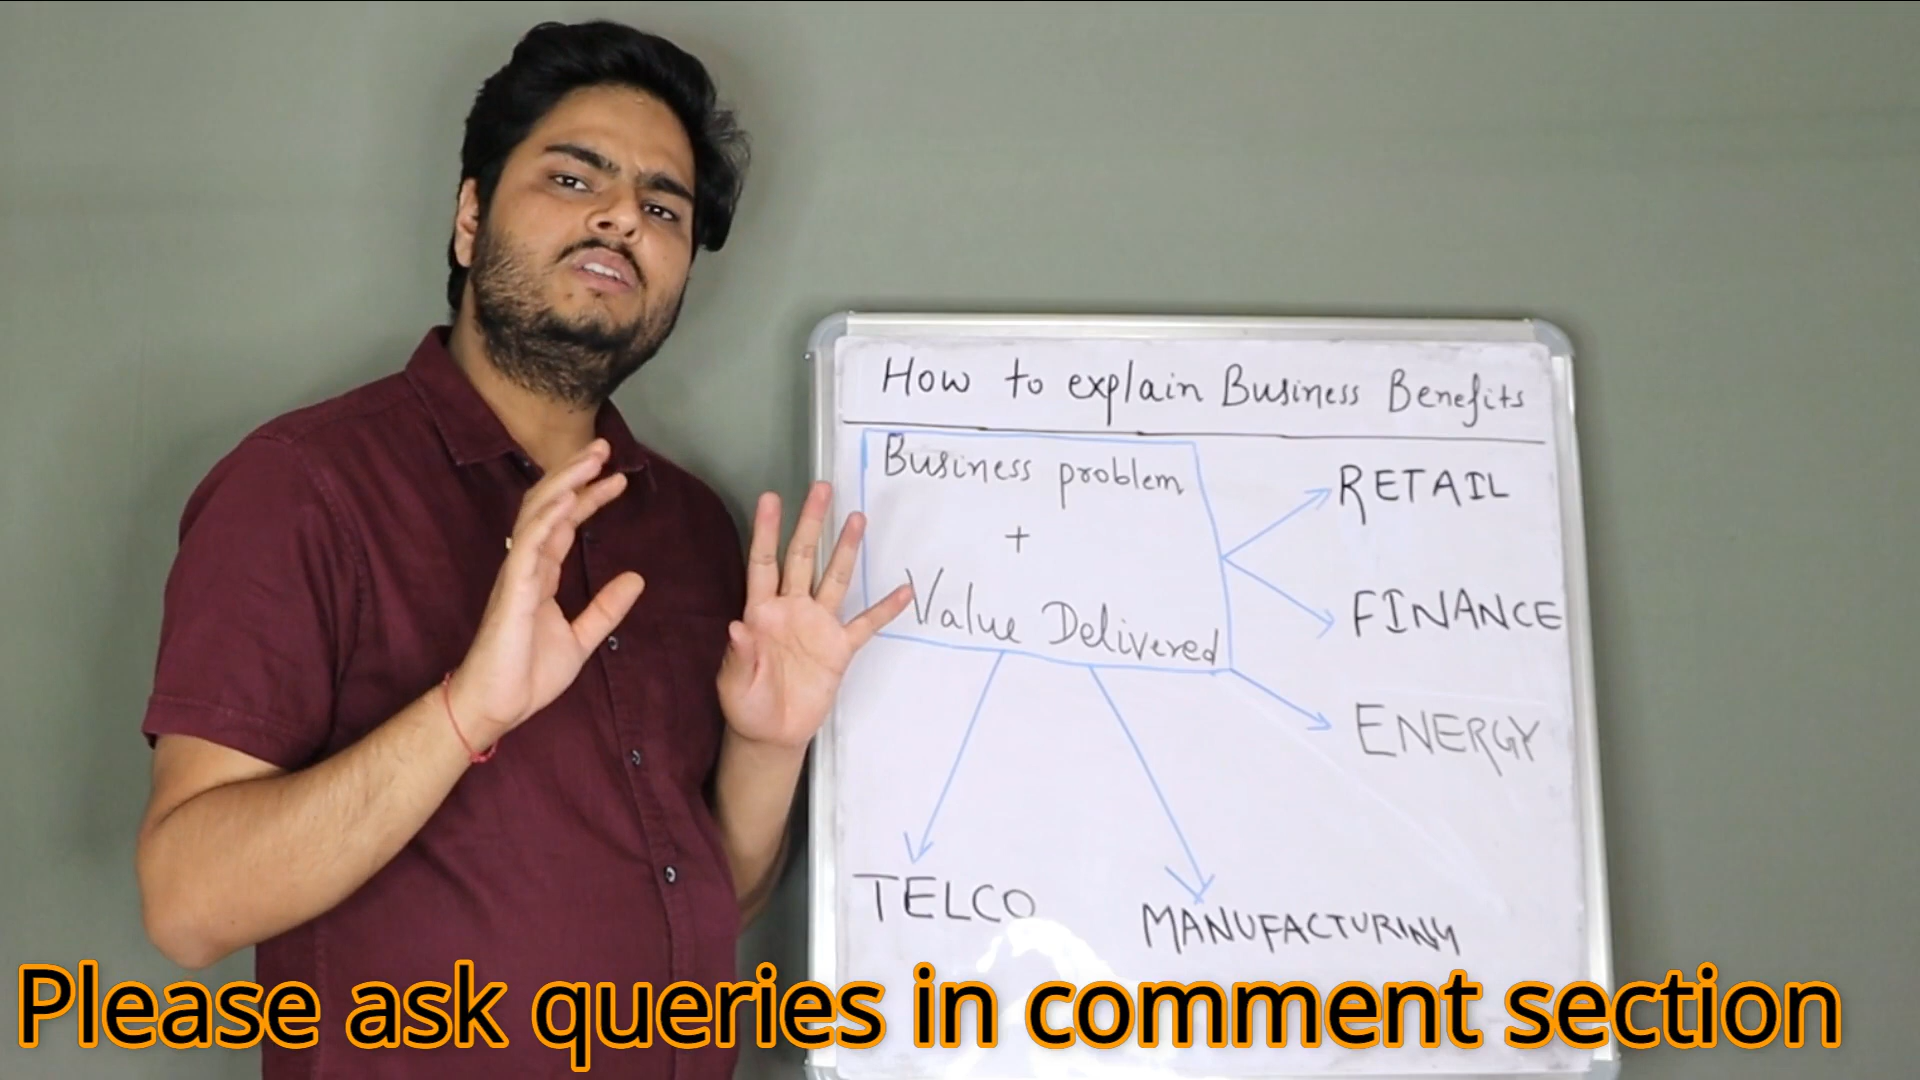 How to explain Business Benefits
Business problem
+
Value Delivered
RETAIL
FINANCE
ENERGY
TELCO
MANUFACTURING
Please ask queries in comment section